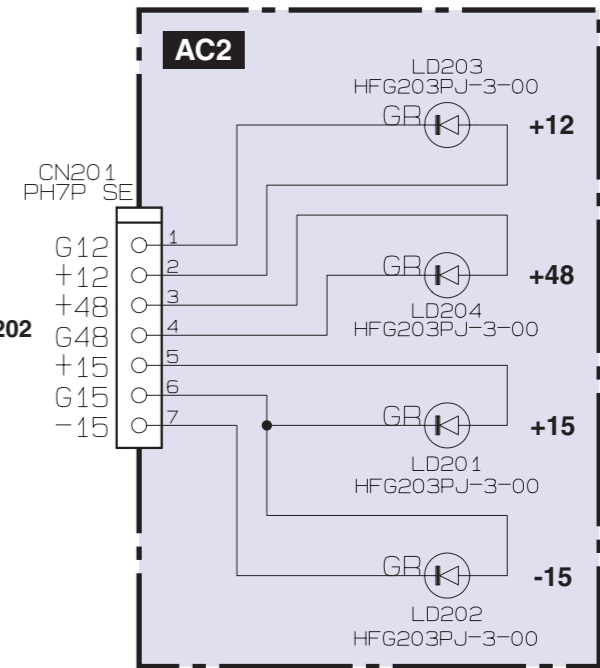 AC2
LD203
HFG203PJ-3-00
GR
+12
CN201
PH7P SE
G12 1
+12 2
+48 3
G48 4
+15 5
G15 6
-15 7
202
GR
+48
LD204
HFG203PJ-3-00
GR
+15
LD201
HFG203PJ-3-00
GR
-15
LD202
HFG203PJ-3-00